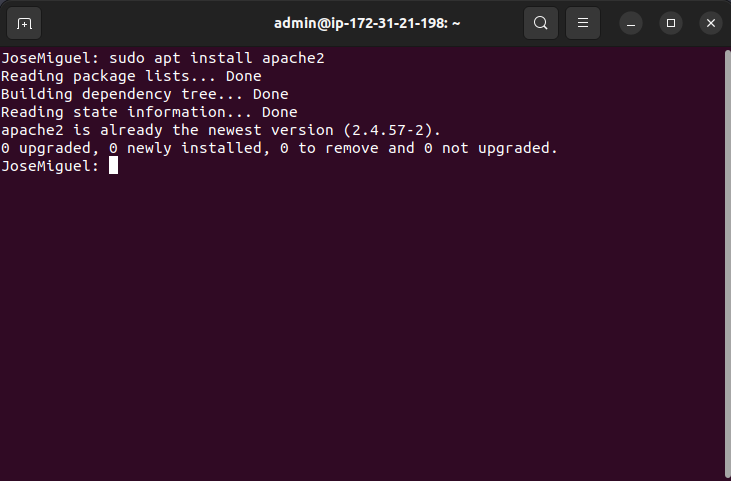 admin@ip-172-31-21-198: ~
JoseMiguel: sudo apt install apache2
Reading package lists... Done
Building dependency tree... Done
Reading state information... Done
apache2 is already the newest version (2.4.57-2).
0 upgraded, 0 newly installed, 0 to remove and 0 not upgraded.
JoseMiguel: